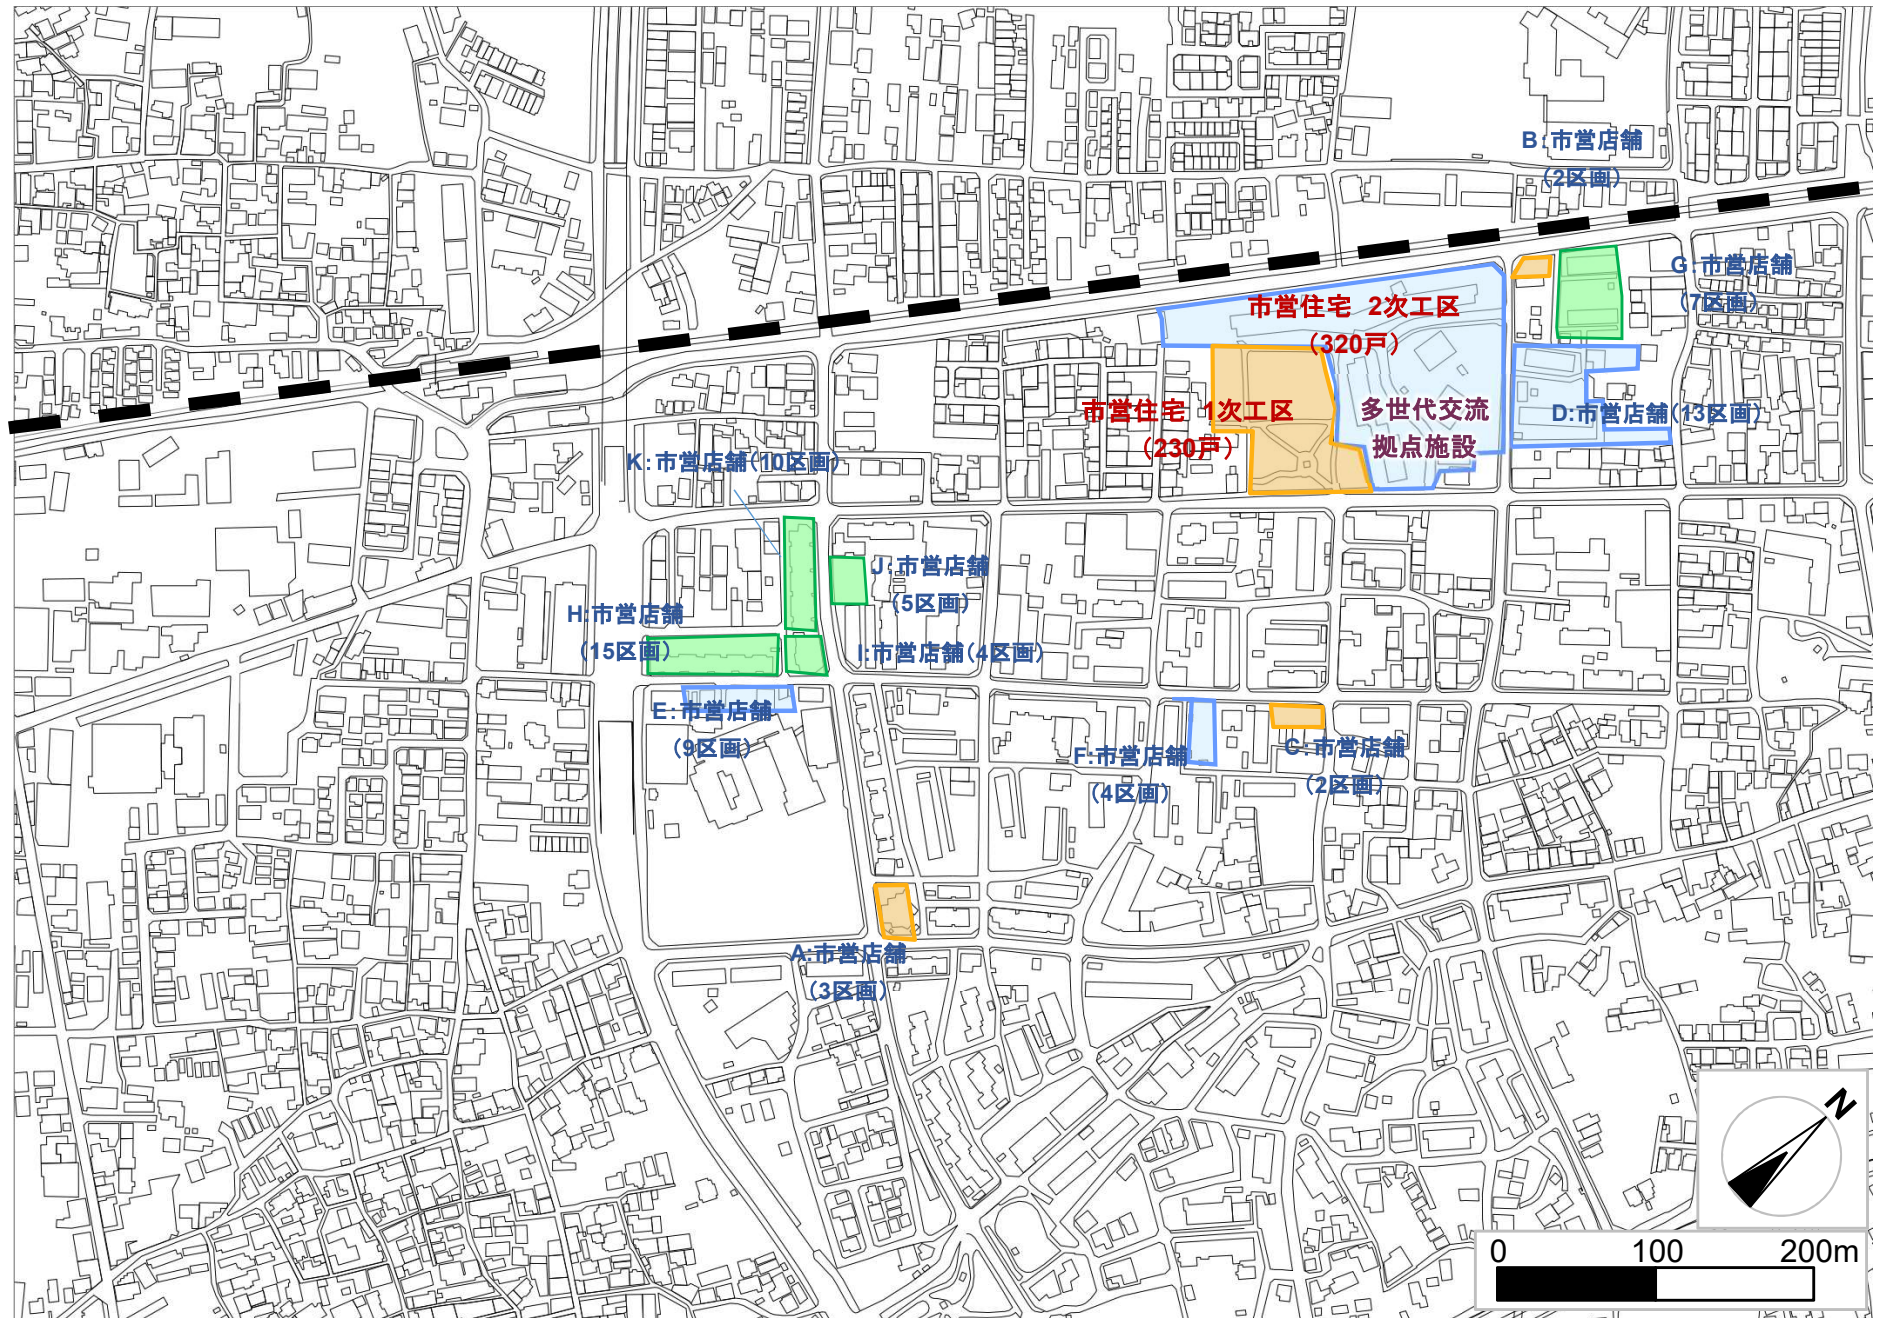 B:市営店舗
（2区画）
G:市営店舗
（7区画）
市営住宅 2次工区
（320戸）
市営住宅 1次工区
（230戸）
多世代交流
拠点施設
D:市営店舗（13区画）
K:市営店舗（10区画）
J:市営店舗
（5区画）
H:市営店舗
（15区画）
I:市営店舗（4区画）
E:市営店舗
（9区画）
F:市営店舗
（4区画）
C:市営店舗
（2区画）
A:市営店舗
（3区画）
N
0 100 200m